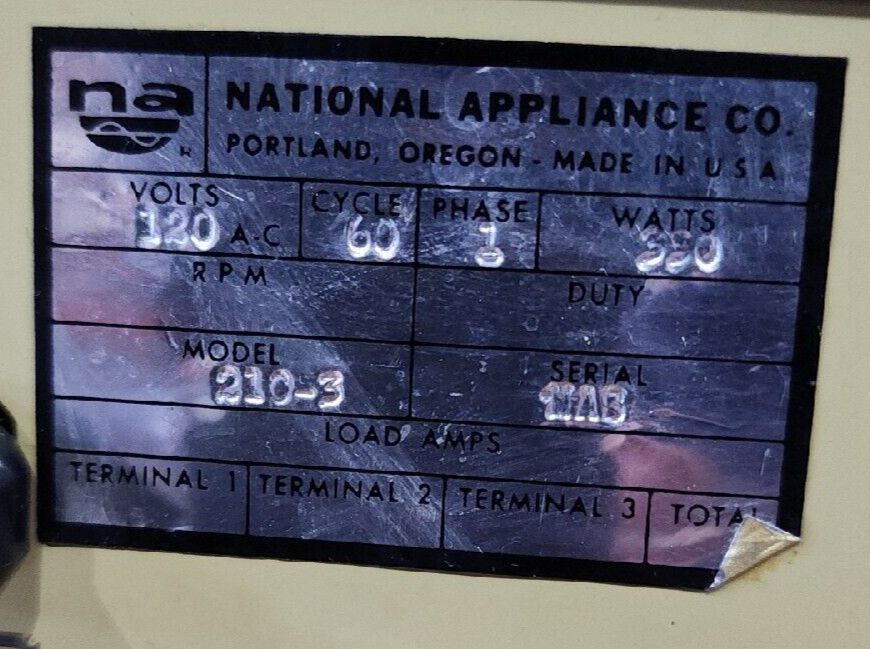 na
R
NATIONAL APPLIANCE CO.
PORTLAND, OREGON - MADE IN U S A
VOLTS 120 A-C
CYCLE 60
PHASE 1
WATTS
RPM
DUTY
MODEL 210-3
SERIAL
LOAD AMPS
TERMINAL 1 TERMINAL 2 TERMINAL 3 TOTAL